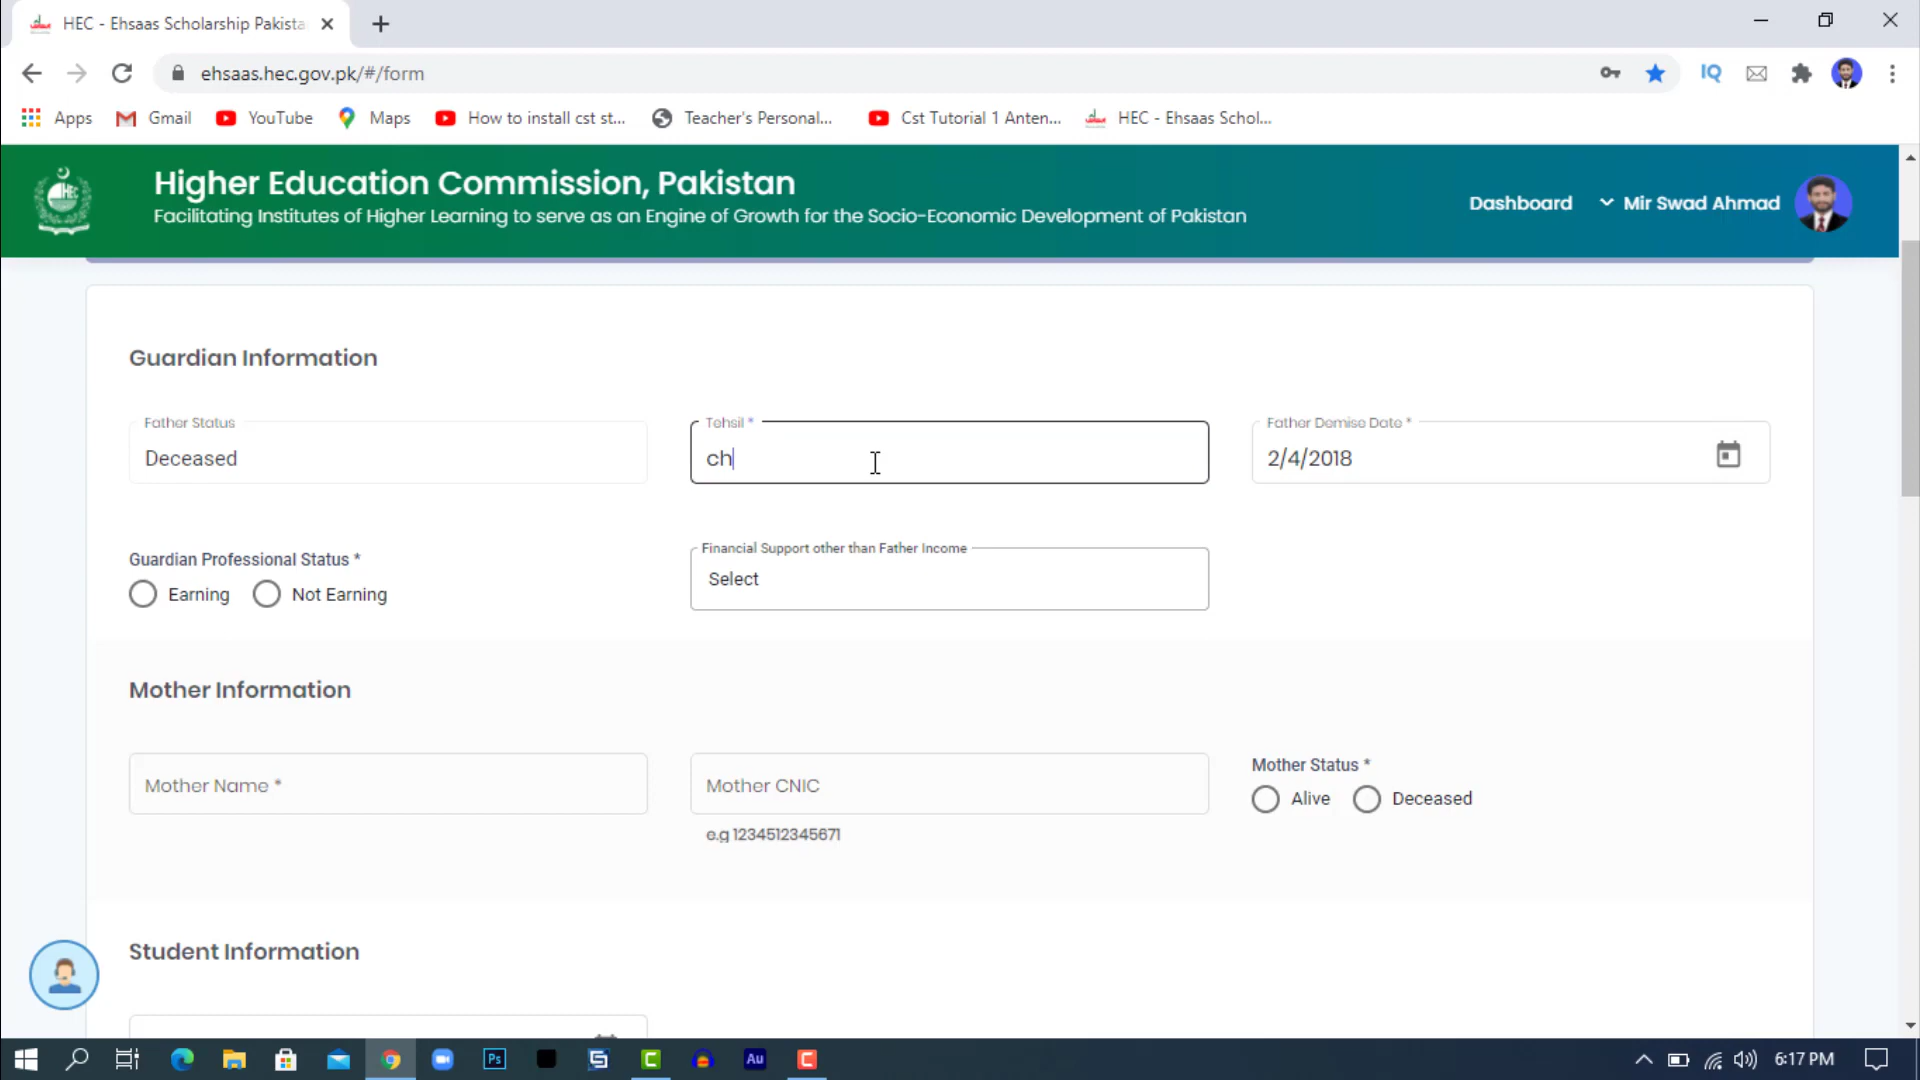 HEC - Ehsaas Scholarship Pakista
ehsaas.hec.gov.pk/#/form
IQ
Apps
Gmail
YouTube
Maps
How to install cst st...
Teacher's Personal...
Cst Tutorial 1 Anten...
HEC - Ehsaas Schol...
HEC
Higher Education Commission, Pakistan
Facilitating Institutes of Higher Learning to serve as an Engine of Growth for the Socio-Economic Development of Pakistan
Dashboard
Mir Swad Ahmad
Guardian Information
Father Status
Deceased
Tehsil *
ch
Father Demise Date *
2/4/2018
Guardian Professional Status *
Earning
Not Earning
Financial Support other than Father Income
Select
Mother Information
Mother Name *
Mother CNIC
e.g 1234512345671
Mother Status *
Alive
Deceased
Student Information
Ps
Au
6:17 PM